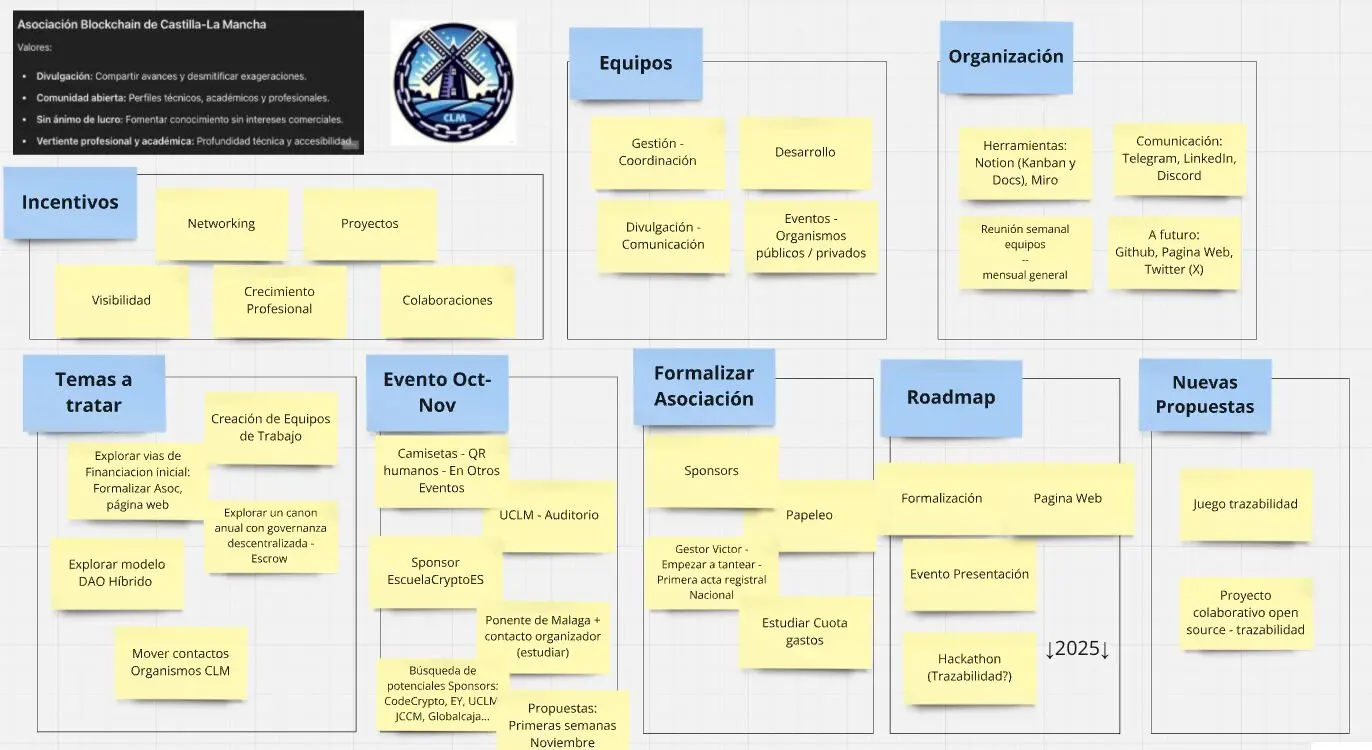 Asociación Blockchain de Castilla-La Mancha
Valores:
• Divulgación: Compartir avances y desmitificar exageraciones.
• Comunidad abierta: Perfiles técnicos, académicos y profesionales.
• Sin ánimo de lucro: Fomentar conocimiento sin intereses comerciales.
• Vertiente profesional y académica: Profundidad técnica y accesibilidad.
CLM
Incentivos
Networking
Proyectos
Visibilidad
Crecimiento
Profesional
Colaboraciones
Equipos
Gestión -
Coordinación
Desarrollo
Divulgación -
Comunicación
Eventos -
Organismos
públicos / privados
Organización
Herramientas:
Notion (Kanban y
Docs), Miro
Comunicación:
Telegram, LinkedIn,
Discord
Reunión semanal
equipos
--
mensual general
A futuro:
Github, Pagina Web,
Twitter (X)
Temas a
tratar
Creación de Equipos
de Trabajo
Explorar vias de
Financiacion inicial:
Formalizar Asoc,
página web
Explorar un canon
anual con governanza
descentralizada -
Escrow
Explorar modelo
DAO Híbrido
Mover contactos
Organismos CLM
Evento Oct-
Nov
Camisetas - QR
humanos - En Otros
Eventos
UCLM - Auditorio
Sponsor
EscuelaCryptoES
Ponente de Malaga +
contacto organizador
(estudiar)
Búsqueda de
potenciales Sponsors:
CodeCrypto, EY, UCLM
JCCM, Globalcaja...
Propuestas:
Primeras semanas
Noviembre
Formalizar
Asociación
Sponsors
Papeleo
Gestor Victor -
Empezar a tantear -
Primera acta registral
Nacional
Estudiar Cuota
gastos
Roadmap
Formalización
Pagina Web
Evento Presentación
Hackathon
(Trazabilidad?)
↓2025↓
Nuevas
Propuestas
Juego trazabilidad
Proyecto
colaborativo open
source - trazabilidad